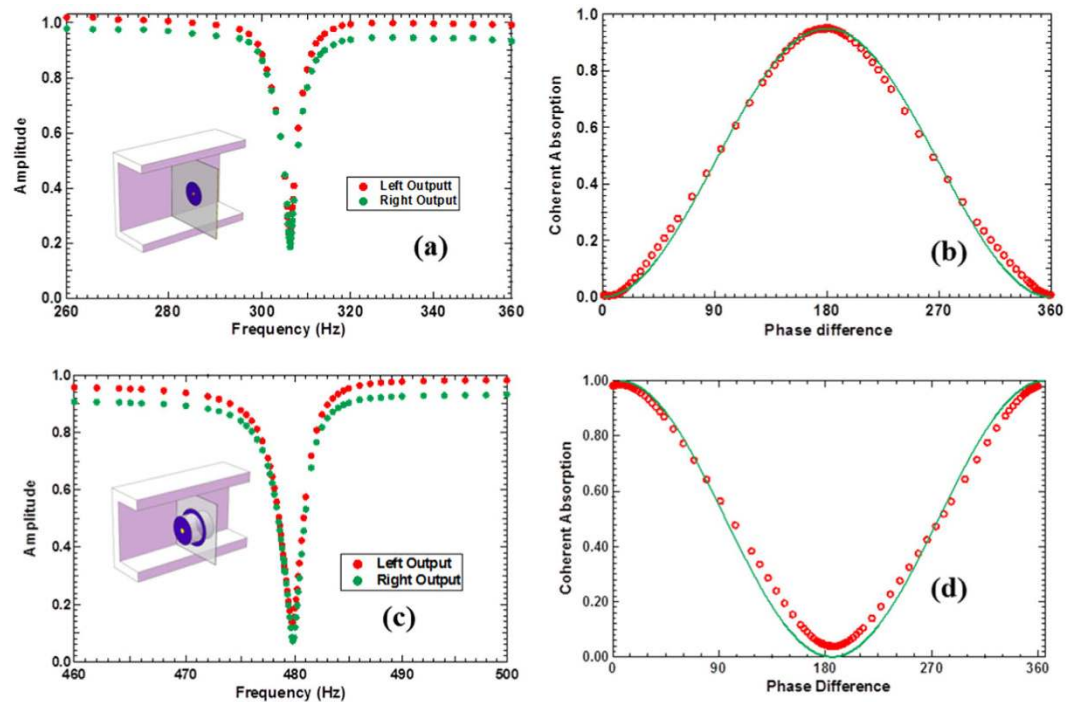 1.0
0.8
0.6
0.4
0.2
0.0
Amplitude
Left Outputt
Right Output
(a)
260 280 300 320 340 360
Frequency (Hz)
1.0
0.8
0.6
0.4
0.2
0.0
Coherent Absorption
(b)
0 90 180 270 360
Phase difference
1.0
0.8
0.6
0.4
0.2
0.0
Amplitude
Left Output
Right Output
(c)
460 470 480 490 500
Frequency (Hz)
1.00
0.80
0.60
0.40
0.20
0.00
Coherent Absorption
(d)
0 90 180 270 360
Phase Difference